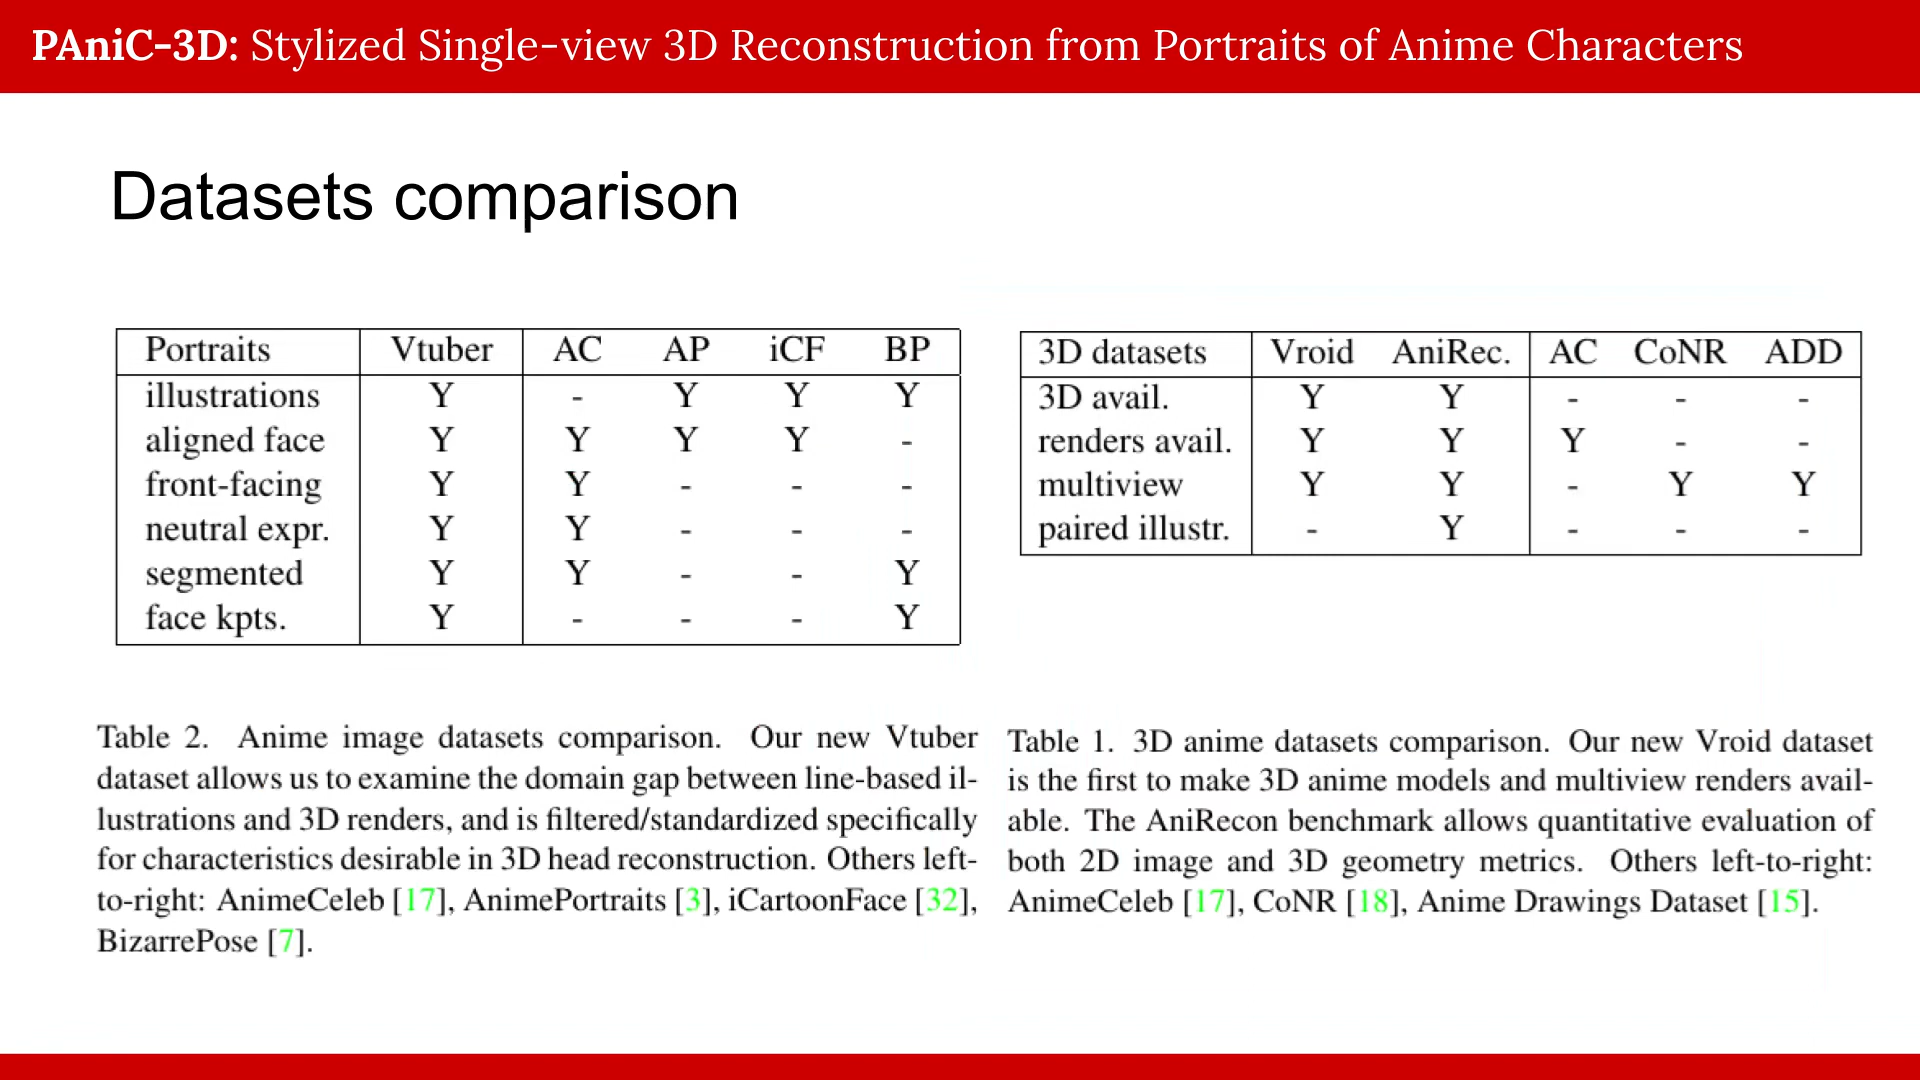 PAniC-3D: Stylized Single-view 3D Reconstruction from Portraits of Anime Characters
Datasets comparison
Portraits Vtuber AC AP iCF BP
illustrations Y - Y Y Y
aligned face Y Y Y Y -
front-facing Y Y - - -
neutral expr. Y Y - - -
segmented Y Y - - Y
face kpts. Y - - - Y
Table 2. Anime image datasets comparison. Our new Vtuber
dataset allows us to examine the domain gap between line-based il-
lustrations and 3D renders, and is filtered/standardized specifically
for characteristics desirable in 3D head reconstruction. Others left-
to-right: AnimeCeleb [17], AnimePortraits [3], iCartoonFace [32],
BizarrePose [7].
3D datasets Vroid AniRec. AC CoNR ADD
3D avail. Y Y - - -
renders avail. Y Y Y - -
multiview Y Y - Y Y
paired illustr. - Y - - -
Table 1. 3D anime datasets comparison. Our new Vroid dataset
is the first to make 3D anime models and multiview renders avail-
able. The AniRecon benchmark allows quantitative evaluation of
both 2D image and 3D geometry metrics. Others left-to-right:
AnimeCeleb [17], CoNR [18], Anime Drawings Dataset [15].